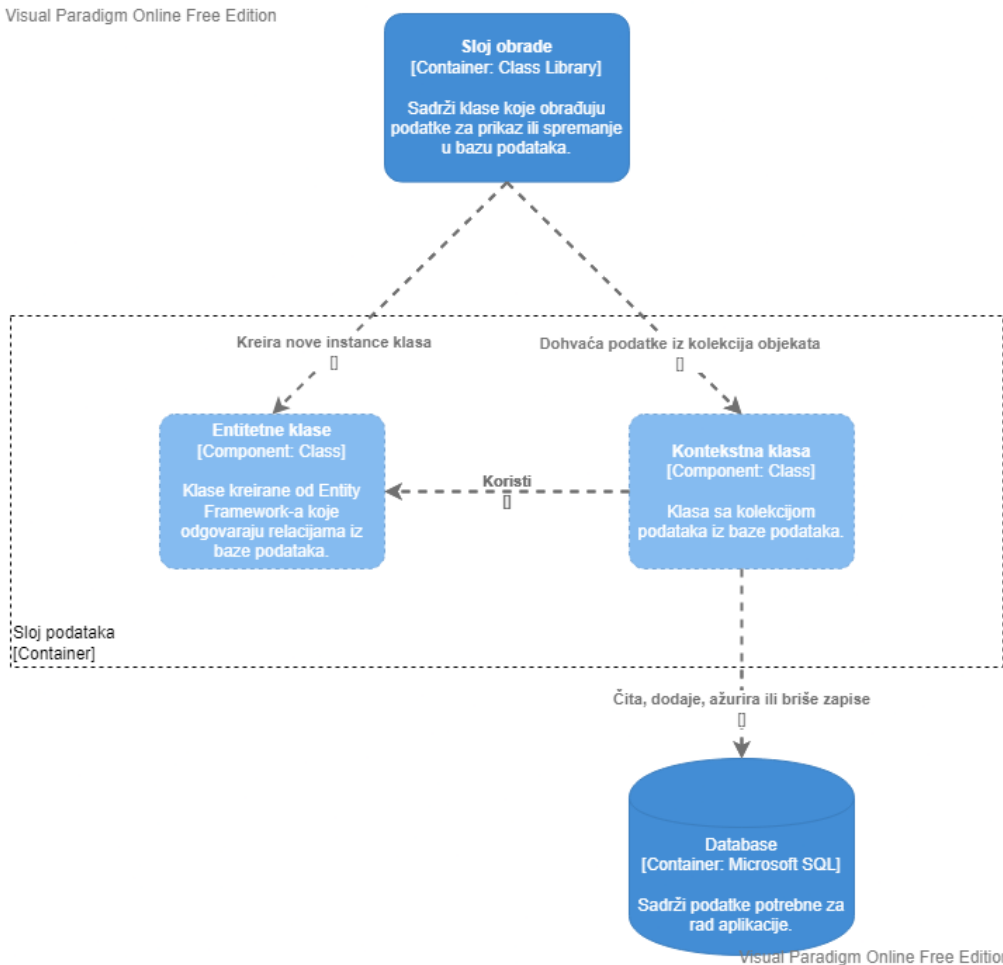 Visual Paradigm Online Free Edition
Sloj obrade
[Container: Class Library]
Sadrži klase koje obrađuju
podatke za prikaz ili spremanje
u bazu podataka.
Kreira nove instance klasa
[]
Dohvaća podatke iz kolekcija objekata
[]
Entitetne klase
[Component: Class]
Klase kreirane od Entity
Framework-a koje
odgovaraju relacijama iz
baze podataka.
Koristi
[]
Kontekstna klasa
[Component: Class]
Klasa sa kolekcijom
podataka iz baze podataka.
Sloj podataka
[Container]
Čita, dodaje, ažurira ili briše zapise
[]
Database
[Container: Microsoft SQL]
Sadrži podatke potrebne za
rad aplikacije.
Visual Paradigm Online Free Edition